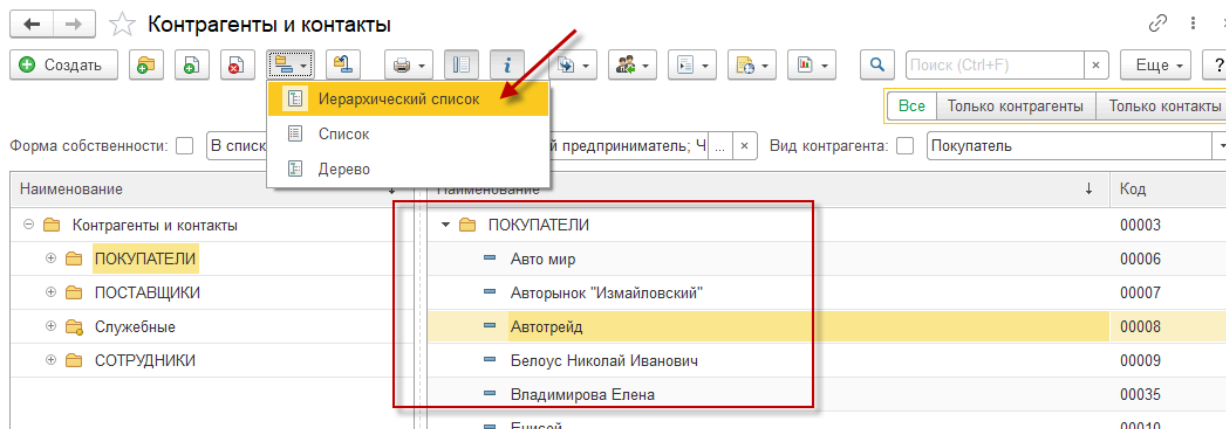 Контрагенты и контакты
Создать
Поиск (Ctrl+F)
×
Еще
?
Иерархический список
Список
Дерево
Все Только контрагенты Только контакты
Форма собственности: В списк й предприниматель; Ч ... × Вид контрагента: Покупатель
Наименование
Наименование Код
Контрагенты и контакты
ПОКУПАТЕЛИ
ПОСТАВЩИКИ
Служебные
СОТРУДНИКИ
ПОКУПАТЕЛИ 00003
Авто мир 00006
Авторынок "Измайловский" 00007
Автотрейд 00008
Белоус Николай Иванович 00009
Владимирова Елена 00035
Енисей 00010